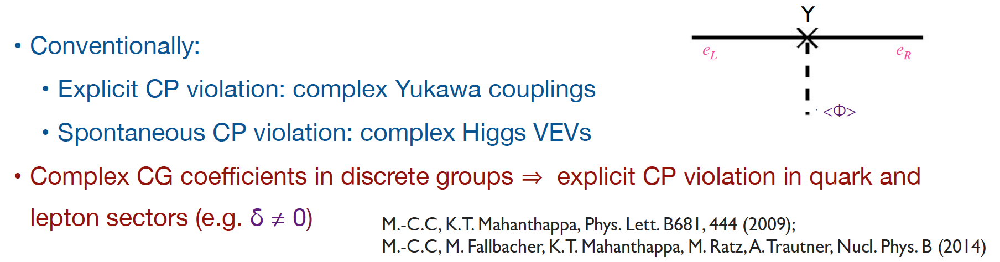 Y
e_L
e_R
<Φ>
• Conventionally:
• Explicit CP violation: complex Yukawa couplings
• Spontaneous CP violation: complex Higgs VEVs
• Complex CG coefficients in discrete groups ⇒ explicit CP violation in quark and
lepton sectors (e.g. δ ≠ 0)
M.-C.C, K.T. Mahanthappa, Phys. Lett. B681, 444 (2009);
M.-C.C, M. Fallbacher, K.T. Mahanthappa, M. Ratz, A. Trautner, Nucl. Phys. B (2014)